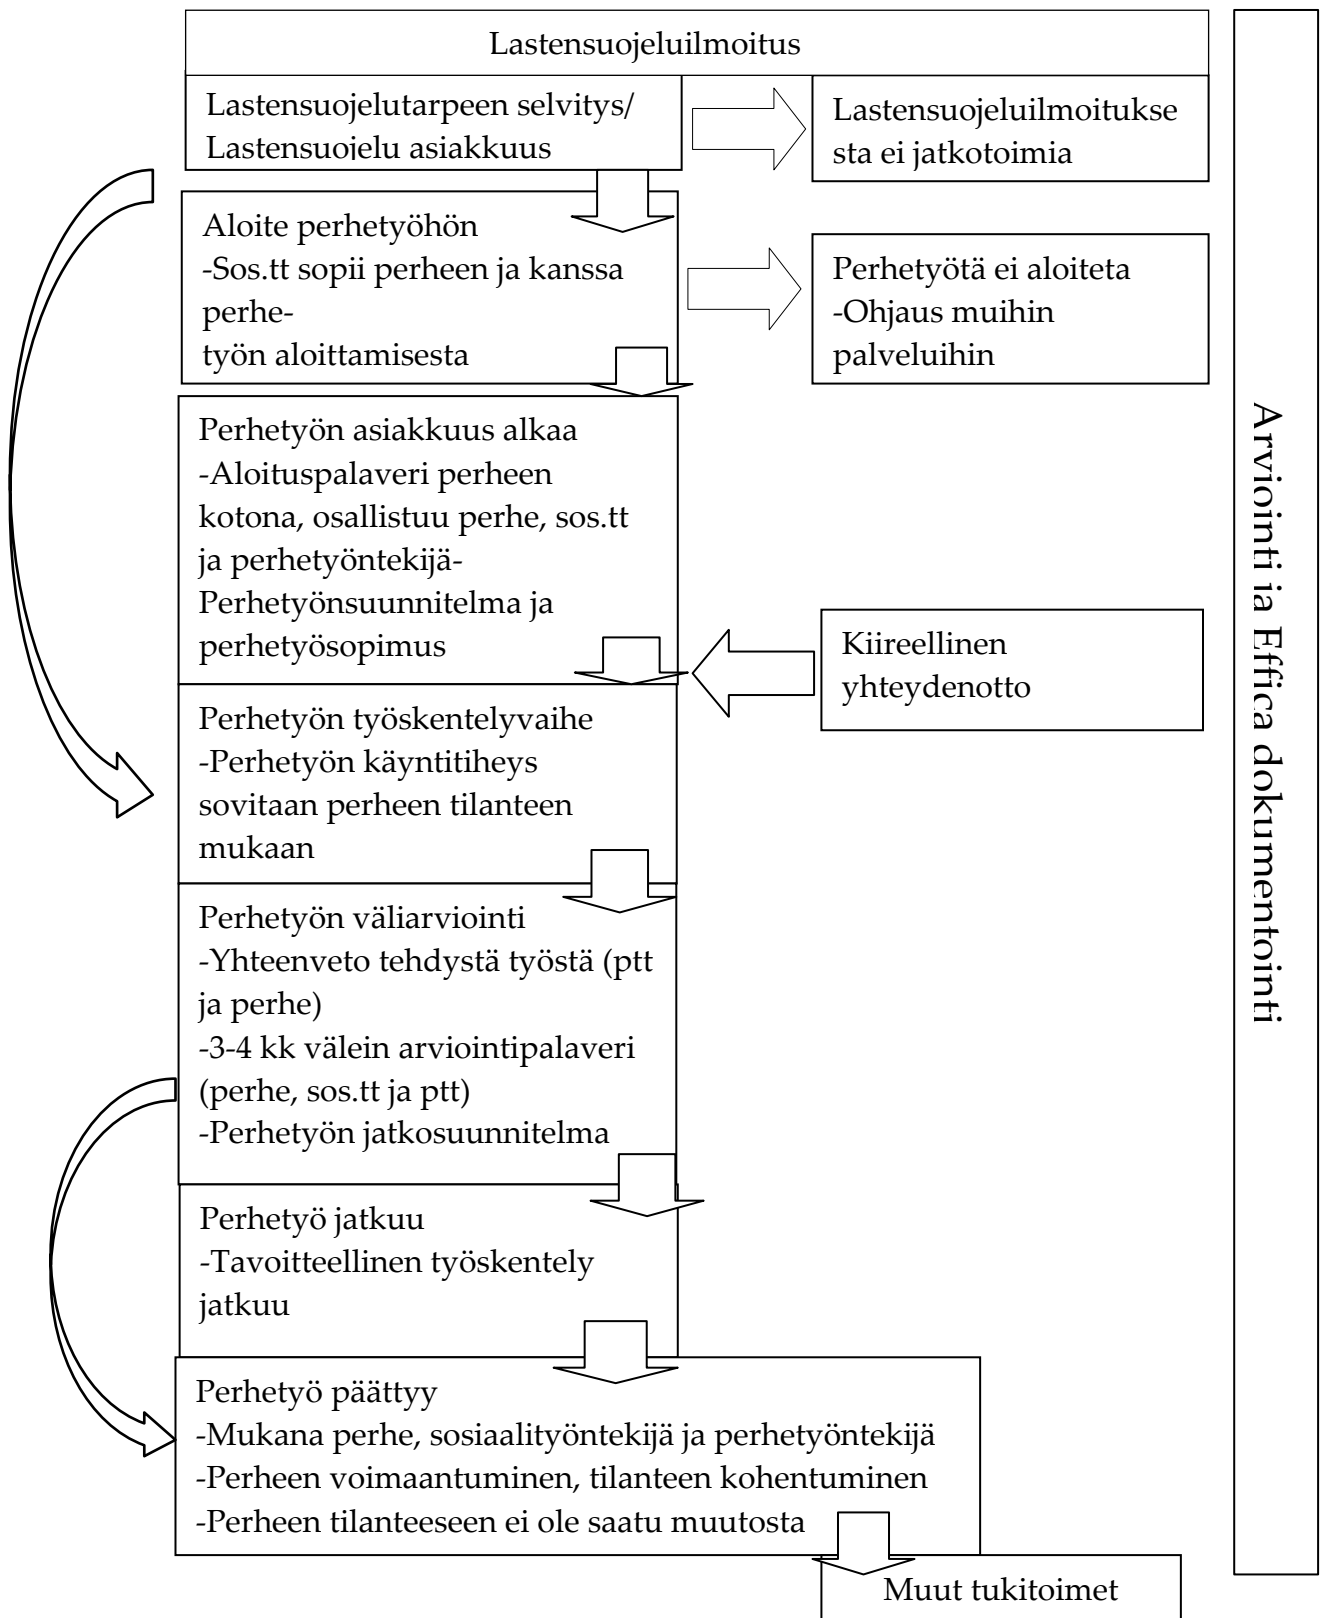 Lastensuojeluilmoitus
Lastensuojelutarpeen selvitys/
Lastensuojelu asiakkuus
Lastensuojeluilmoitukse
sta ei jatkotoimia
Aloite perhetyöhön
-Sos.tt sopii perheen ja kanssa
perhe-
työn aloittamisesta
Perhetyötä ei aloiteta
-Ohjaus muihin
palveluihin
Perhetyön asiakkuus alkaa
-Aloituspalaveri perheen
kotona, osallistuu perhe, sos.tt
ja perhetyöntekijä-
Perhetyönsuunnitelma ja
perhetyösopimus
Kiireellinen
yhteydenotto
Perhetyön työskentelyvaihe
-Perhetyön käyntitiheys
sovitaan perheen tilanteen
mukaan
Perhetyön väliarviointi
-Yhteenveto tehdystä työstä (ptt
ja perhe)
-3-4 kk välein arviointipalaveri
(perhe, sos.tt ja ptt)
-Perhetyön jatkosuunnitelma
Perhetyö jatkuu
-Tavoitteellinen työskentely
jatkuu
Perhetyö päättyy
-Mukana perhe, sosiaalityöntekijä ja perhetyöntekijä
-Perheen voimaantuminen, tilanteen kohentuminen
-Perheen tilanteeseen ei ole saatu muutosta
Muut tukitoimet
Arviointi ja Effica dokumentointi